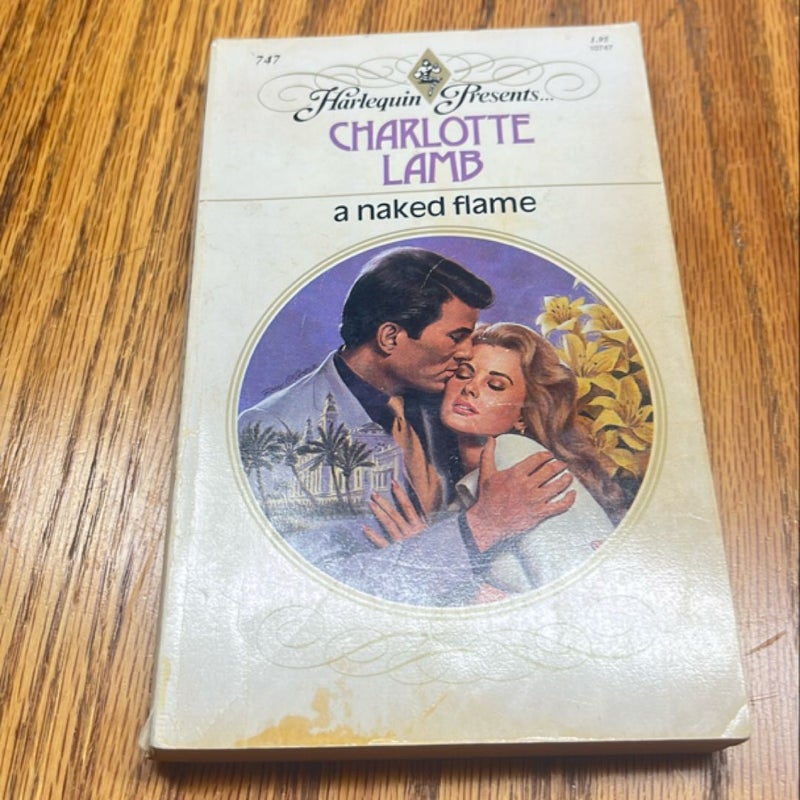 747
1.95
10747
Harlequin Presents...
CHARLOTTE
LAMB
a naked flame